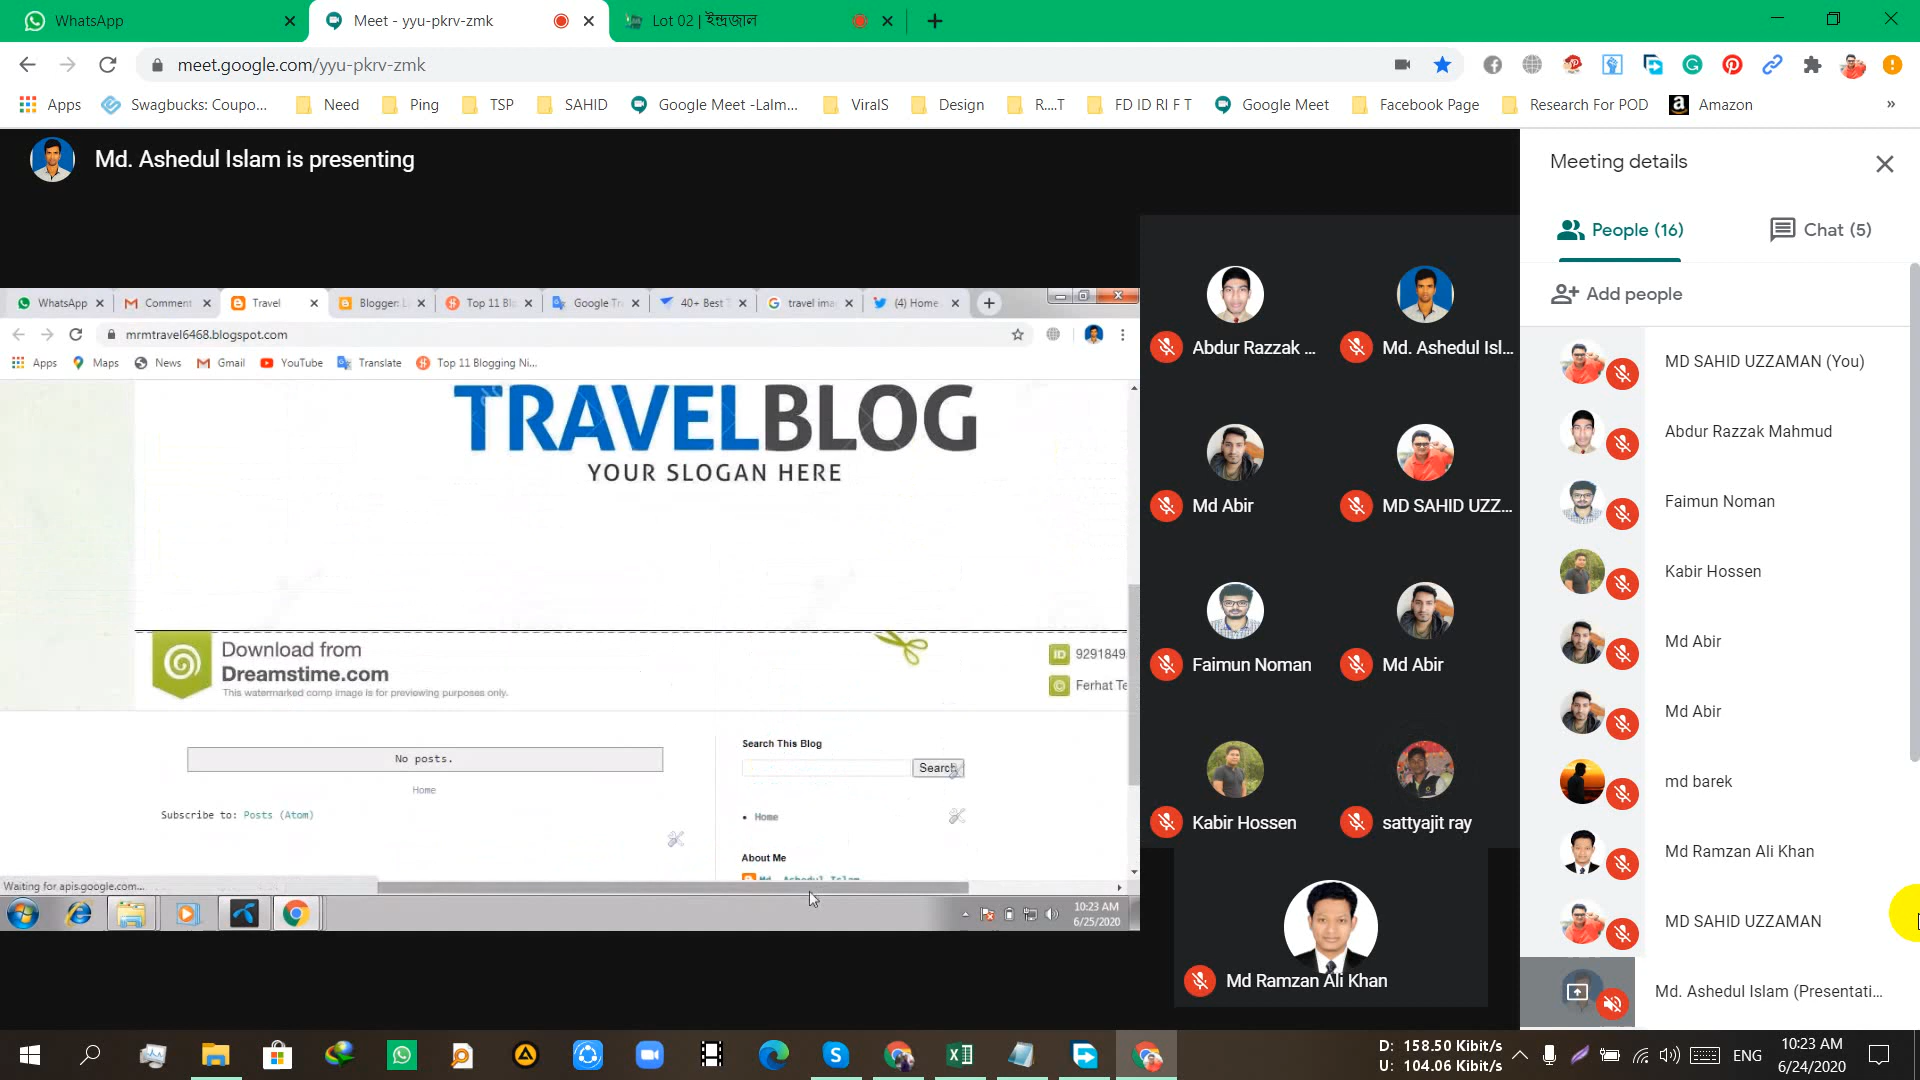 WhatsApp
Meet - yyu-pkrv-zmk
Lot 02 | ইন্দ্রজাল
meet.google.com/yyu-pkrv-zmk
Apps
Swagbucks: Coupo...
Need
Ping
TSP
SAHID
Google Meet -Lalm...
ViralS
Design
R....T
FD ID RI F T
Google Meet
Facebook Page
Research For POD
Amazon
»
Md. Ashedul Islam is presenting
WhatsApp
Comment
Travel
Blogger: L
Top 11 Bl
Google Tr
40+ Best T
travel ima
(4) Home
mrmtravel6468.blogspot.com
Apps
Maps
News
Gmail
YouTube
Translate
Top 11 Blogging Ni...
TRAVELBLOG
YOUR SLOGAN HERE
Download from
Dreamstime.com
This watermarked comp image is for previewing purposes only.
ID 9291849
© Ferhat Te
No posts.
Home
Subscribe to: Posts (Atom)
Search This Blog
Search
Home
About Me
Md. Ashedul Islam
Waiting for apis.google.com...
10:23 AM
6/25/2020
Abdur Razzak ...
Md. Ashedul Isl...
Md Abir
MD SAHID UZZ...
Faimun Noman
Md Abir
Kabir Hossen
sattyajit ray
Md Ramzan Ali Khan
Meeting details
People (16)
Chat (5)
Add people
MD SAHID UZZAMAN (You)
Abdur Razzak Mahmud
Faimun Noman
Kabir Hossen
Md Abir
Md Abir
md barek
Md Ramzan Ali Khan
MD SAHID UZZAMAN
Md. Ashedul Islam (Presentati...
D: 158.50 Kibit/s
U: 104.06 Kibit/s
ENG
10:23 AM
6/24/2020